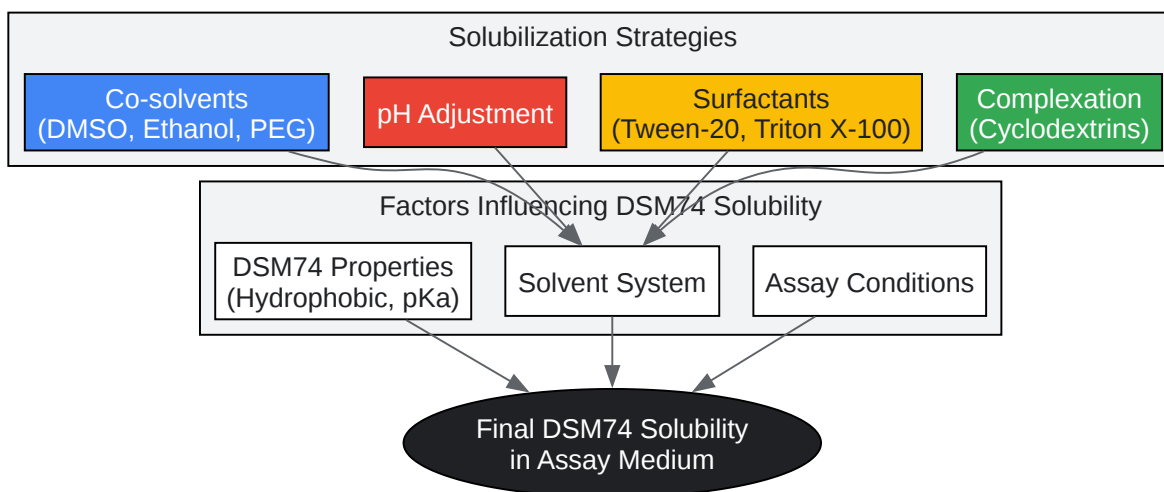 Solubilization Strategies
Co-solvents
(DMSO, Ethanol, PEG)
pH Adjustment
Surfactants
(Tween-20, Triton X-100)
Complexation
(Cyclodextrins)
Factors Influencing DSM74 Solubility
DSM74 Properties
(Hydrophobic, pKa)
Solvent System
Assay Conditions
Final DSM74 Solubility
in Assay Medium